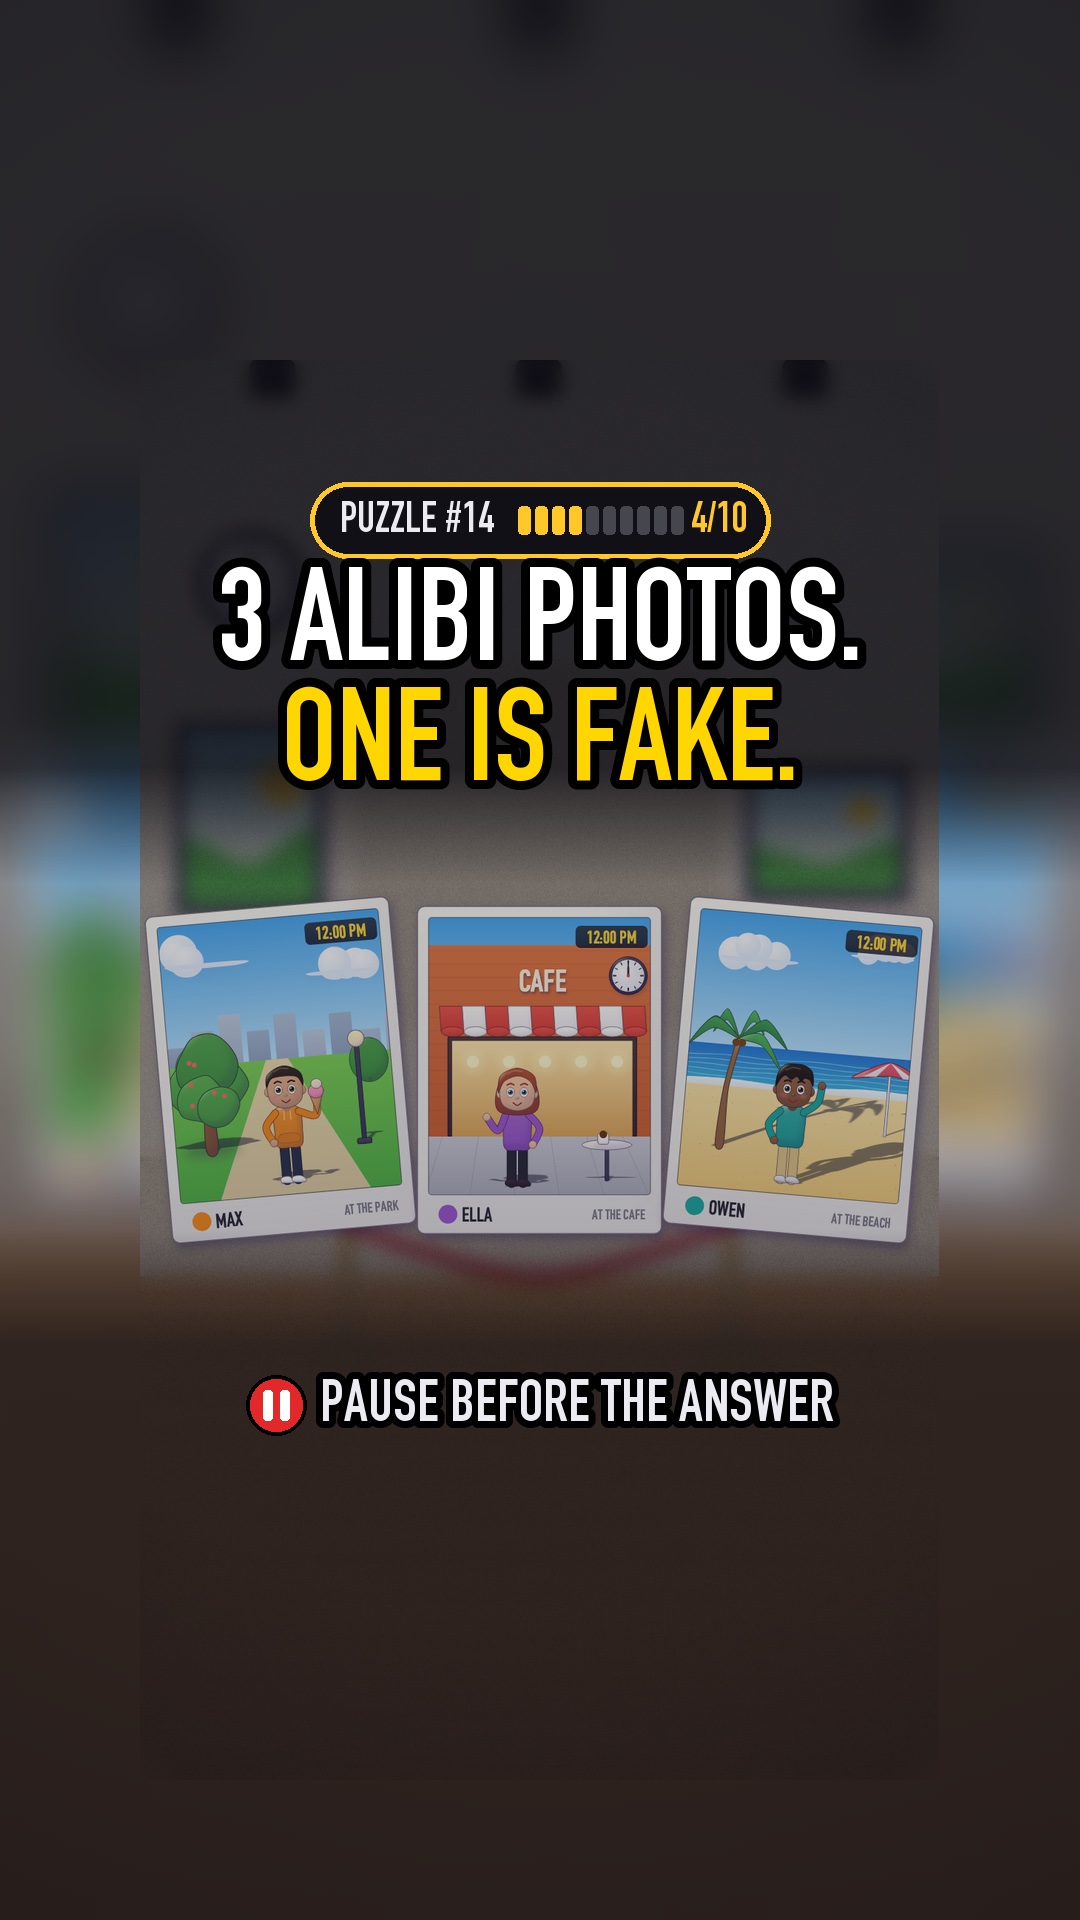 PUZZLE #14 4/10
3 ALIBI PHOTOS.
ONE IS FAKE.
12:00 PM
MAX AT THE PARK
12:00 PM
CAFE
ELLA AT THE CAFE
12:00 PM
OWEN AT THE BEACH
PAUSE BEFORE THE ANSWER